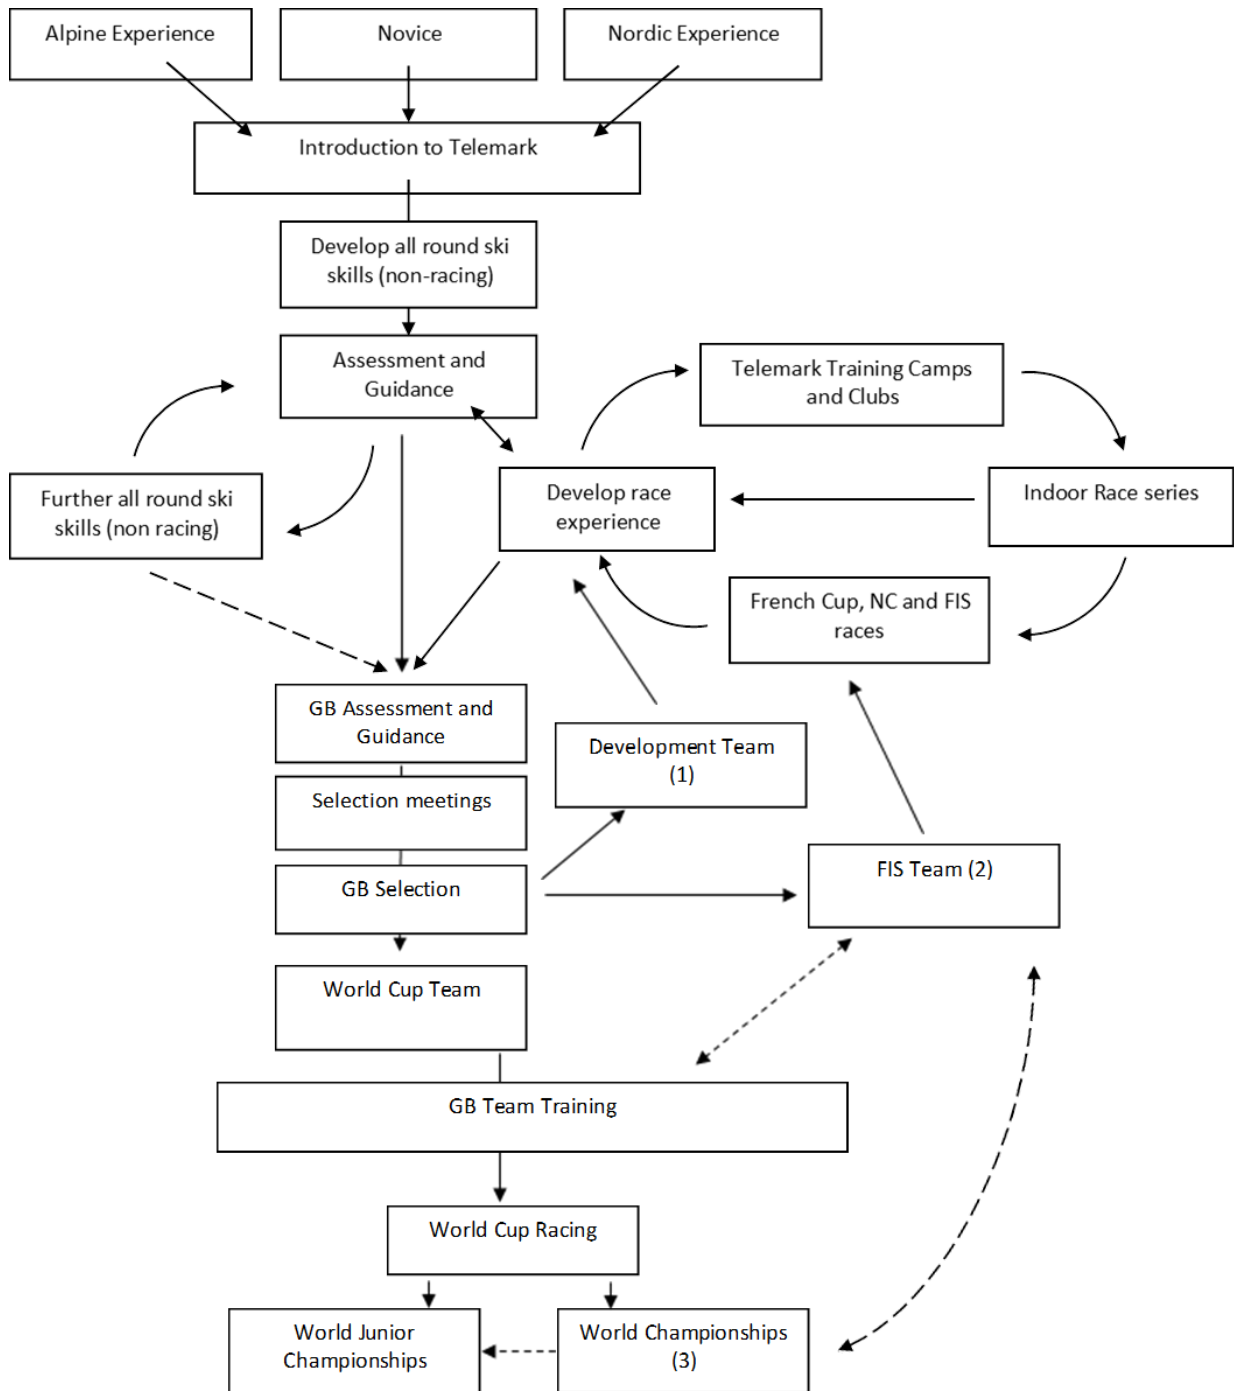 Alpine Experience
Novice
Nordic Experience
Introduction to Telemark
Develop all round ski
skills (non-racing)
Assessment and
Guidance
Telemark Training Camps
and Clubs
Further all round ski
skills (non racing)
Develop race
experience
Indoor Race series
French Cup, NC and FIS
races
GB Assessment and
Guidance
Development Team
(1)
Selection meetings
GB Selection
FIS Team (2)
World Cup Team
GB Team Training
World Cup Racing
World Junior
Championships
World Championships
(3)